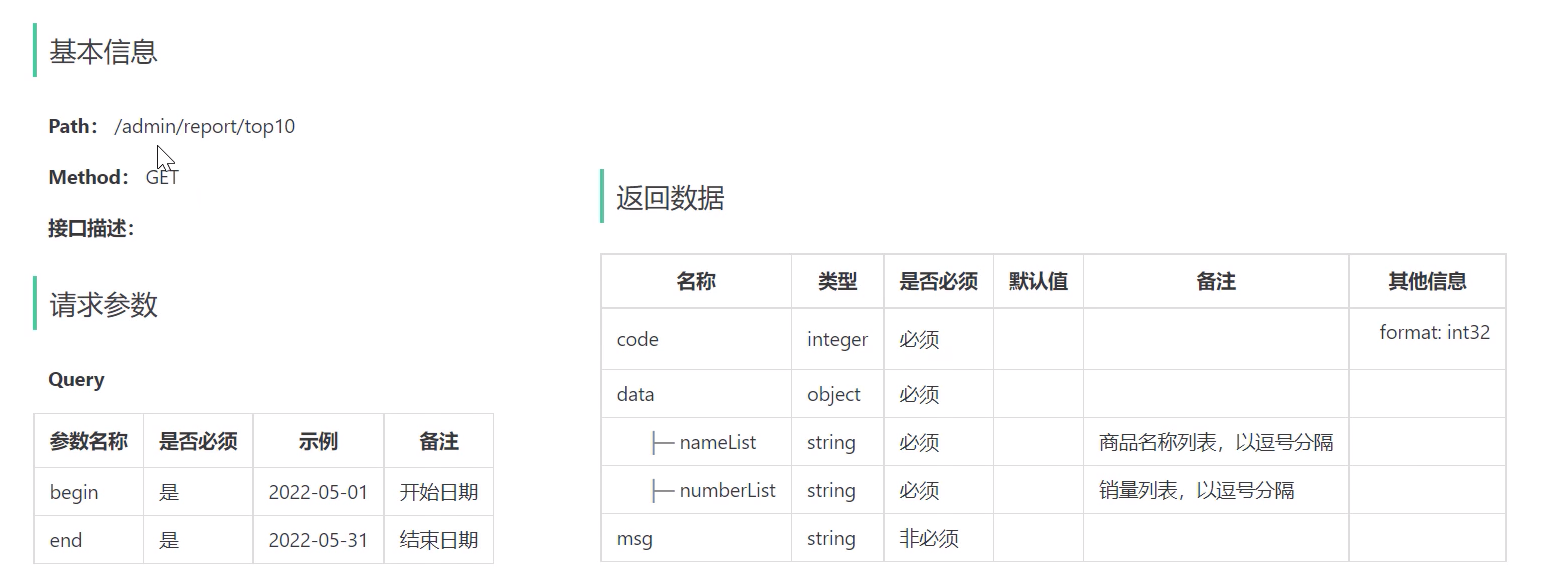 基本信息
Path： /admin/report/top10
Method： GET
接口描述：
请求参数
Query
参数名称 是否必须 示例 备注
begin 是 2022-05-01 开始日期
end 是 2022-05-31 结束日期
返回数据
名称 类型 是否必须 默认值 备注 其他信息
code integer 必须 format: int32
data object 必须
├─ nameList string 必须 商品名称列表，以逗号分隔
├─ numberList string 必须 销量列表，以逗号分隔
msg string 非必须